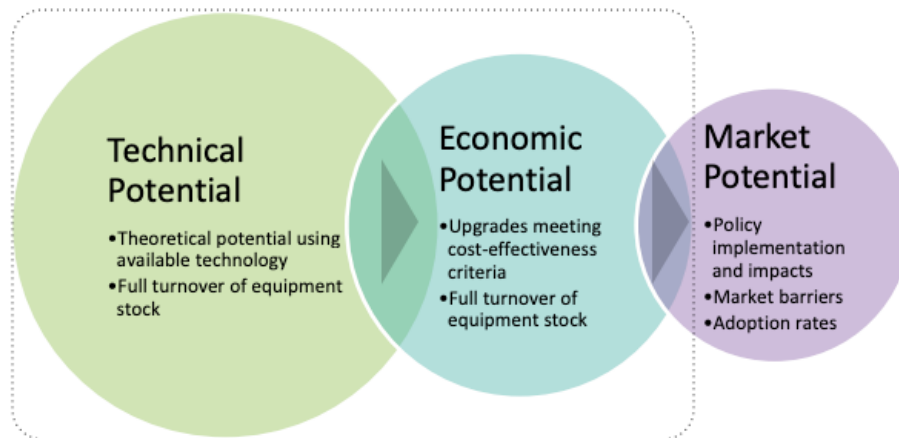 Technical
Potential
•Theoretical potential using
available technology
•Full turnover of equipment
stock
Economic
Potential
•Upgrades meeting
cost-effectiveness
criteria
•Full turnover of
equipment stock
Market
Potential
•Policy
implementation
and impacts
•Market barriers
•Adoption rates